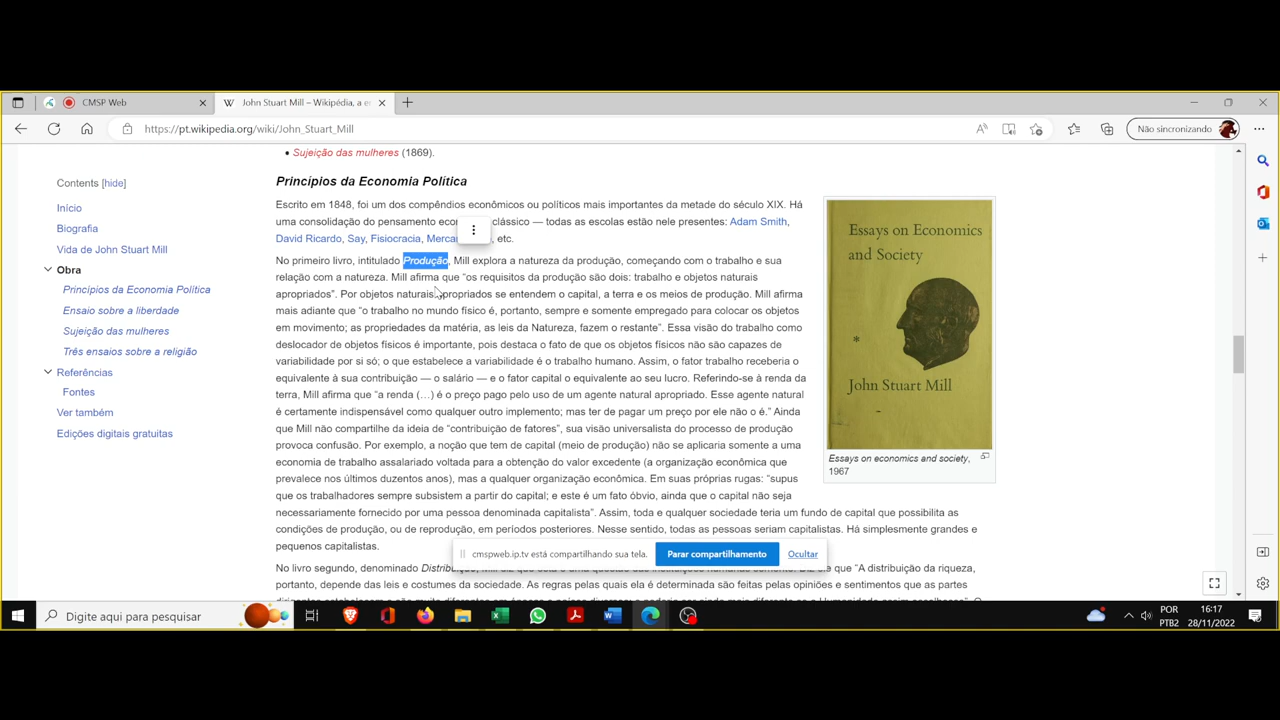 CMSP Web
John Stuart Mill – Wikipédia, a e
https://pt.wikipedia.org/wiki/John_Stuart_Mill
Não sincronizando
Contents [hide]
Início
Biografia
Vida de John Stuart Mill
Obra
Princípios da Economia Política
Ensaio sobre a liberdade
Sujeição das mulheres
Três ensaios sobre a religião
Referências
Fontes
Ver também
Edições digitais gratuitas
• Sujeição das mulheres (1869).
Princípios da Economia Política
Escrito em 1848, foi um dos compêndios econômicos ou políticos mais importantes da metade do século XIX. Há
uma consolidação do pensamento eco clássico — todas as escolas estão nele presentes: Adam Smith,
David Ricardo, Say, Fisiocracia, Merca , etc.
No primeiro livro, intitulado Produção, Mill explora a natureza da produção, começando com o trabalho e sua
relação com a natureza. Mill afirma que “os requisitos da produção são dois: trabalho e objetos naturais
apropriados”. Por objetos naturais apropriados se entendem o capital, a terra e os meios de produção. Mill afirma
mais adiante que “o trabalho no mundo físico é, portanto, sempre e somente empregado para colocar os objetos
em movimento; as propriedades da matéria, as leis da Natureza, fazem o restante”. Essa visão do trabalho como
deslocador de objetos físicos é importante, pois destaca o fato de que os objetos físicos não são capazes de
variabilidade por si só; o que estabelece a variabilidade é o trabalho humano. Assim, o fator trabalho receberia o
equivalente à sua contribuição — o salário — e o fator capital o equivalente ao seu lucro. Referindo-se à renda da
terra, Mill afirma que “a renda (…) é o preço pago pelo uso de um agente natural apropriado. Esse agente natural
é certamente indispensável como qualquer outro implemento; mas ter de pagar um preço por ele não o é.” Ainda
que Mill não compartilhe da ideia de “contribuição de fatores”, sua visão universalista do processo de produção
provoca confusão. Por exemplo, a noção que tem de capital (meio de produção) não se aplicaria somente a uma
economia de trabalho assalariado voltada para a obtenção do valor excedente (a organização econômica que
prevalece nos últimos duzentos anos), mas a qualquer organização econômica. Em suas próprias rugas: “supus
que os trabalhadores sempre subsistem a partir do capital; e este é um fato óbvio, ainda que o capital não seja
necessariamente fornecido por uma pessoa denominada capitalista”. Assim, toda e qualquer sociedade teria um fundo de capital que possibilita as
condições de produção, ou de reprodução, em períodos posteriores. Nesse sentido, todas as pessoas seriam capitalistas. Há simplesmente grandes e
pequenos capitalistas.
No livro segundo, denominado
portanto, depende das leis e costumes da sociedade. As regras pelas quais ela é determinada são feitas pelas opiniões e sentimentos que as partes
Essays on Economics
and Society
*
John Stuart Mill
Essays on economics and society,
1967
cmspweb.ip.tv está compartilhando sua tela.
Parar compartilhamento
Ocultar
Digite aqui para pesquisar
POR
PTB2
16:17
28/11/2022